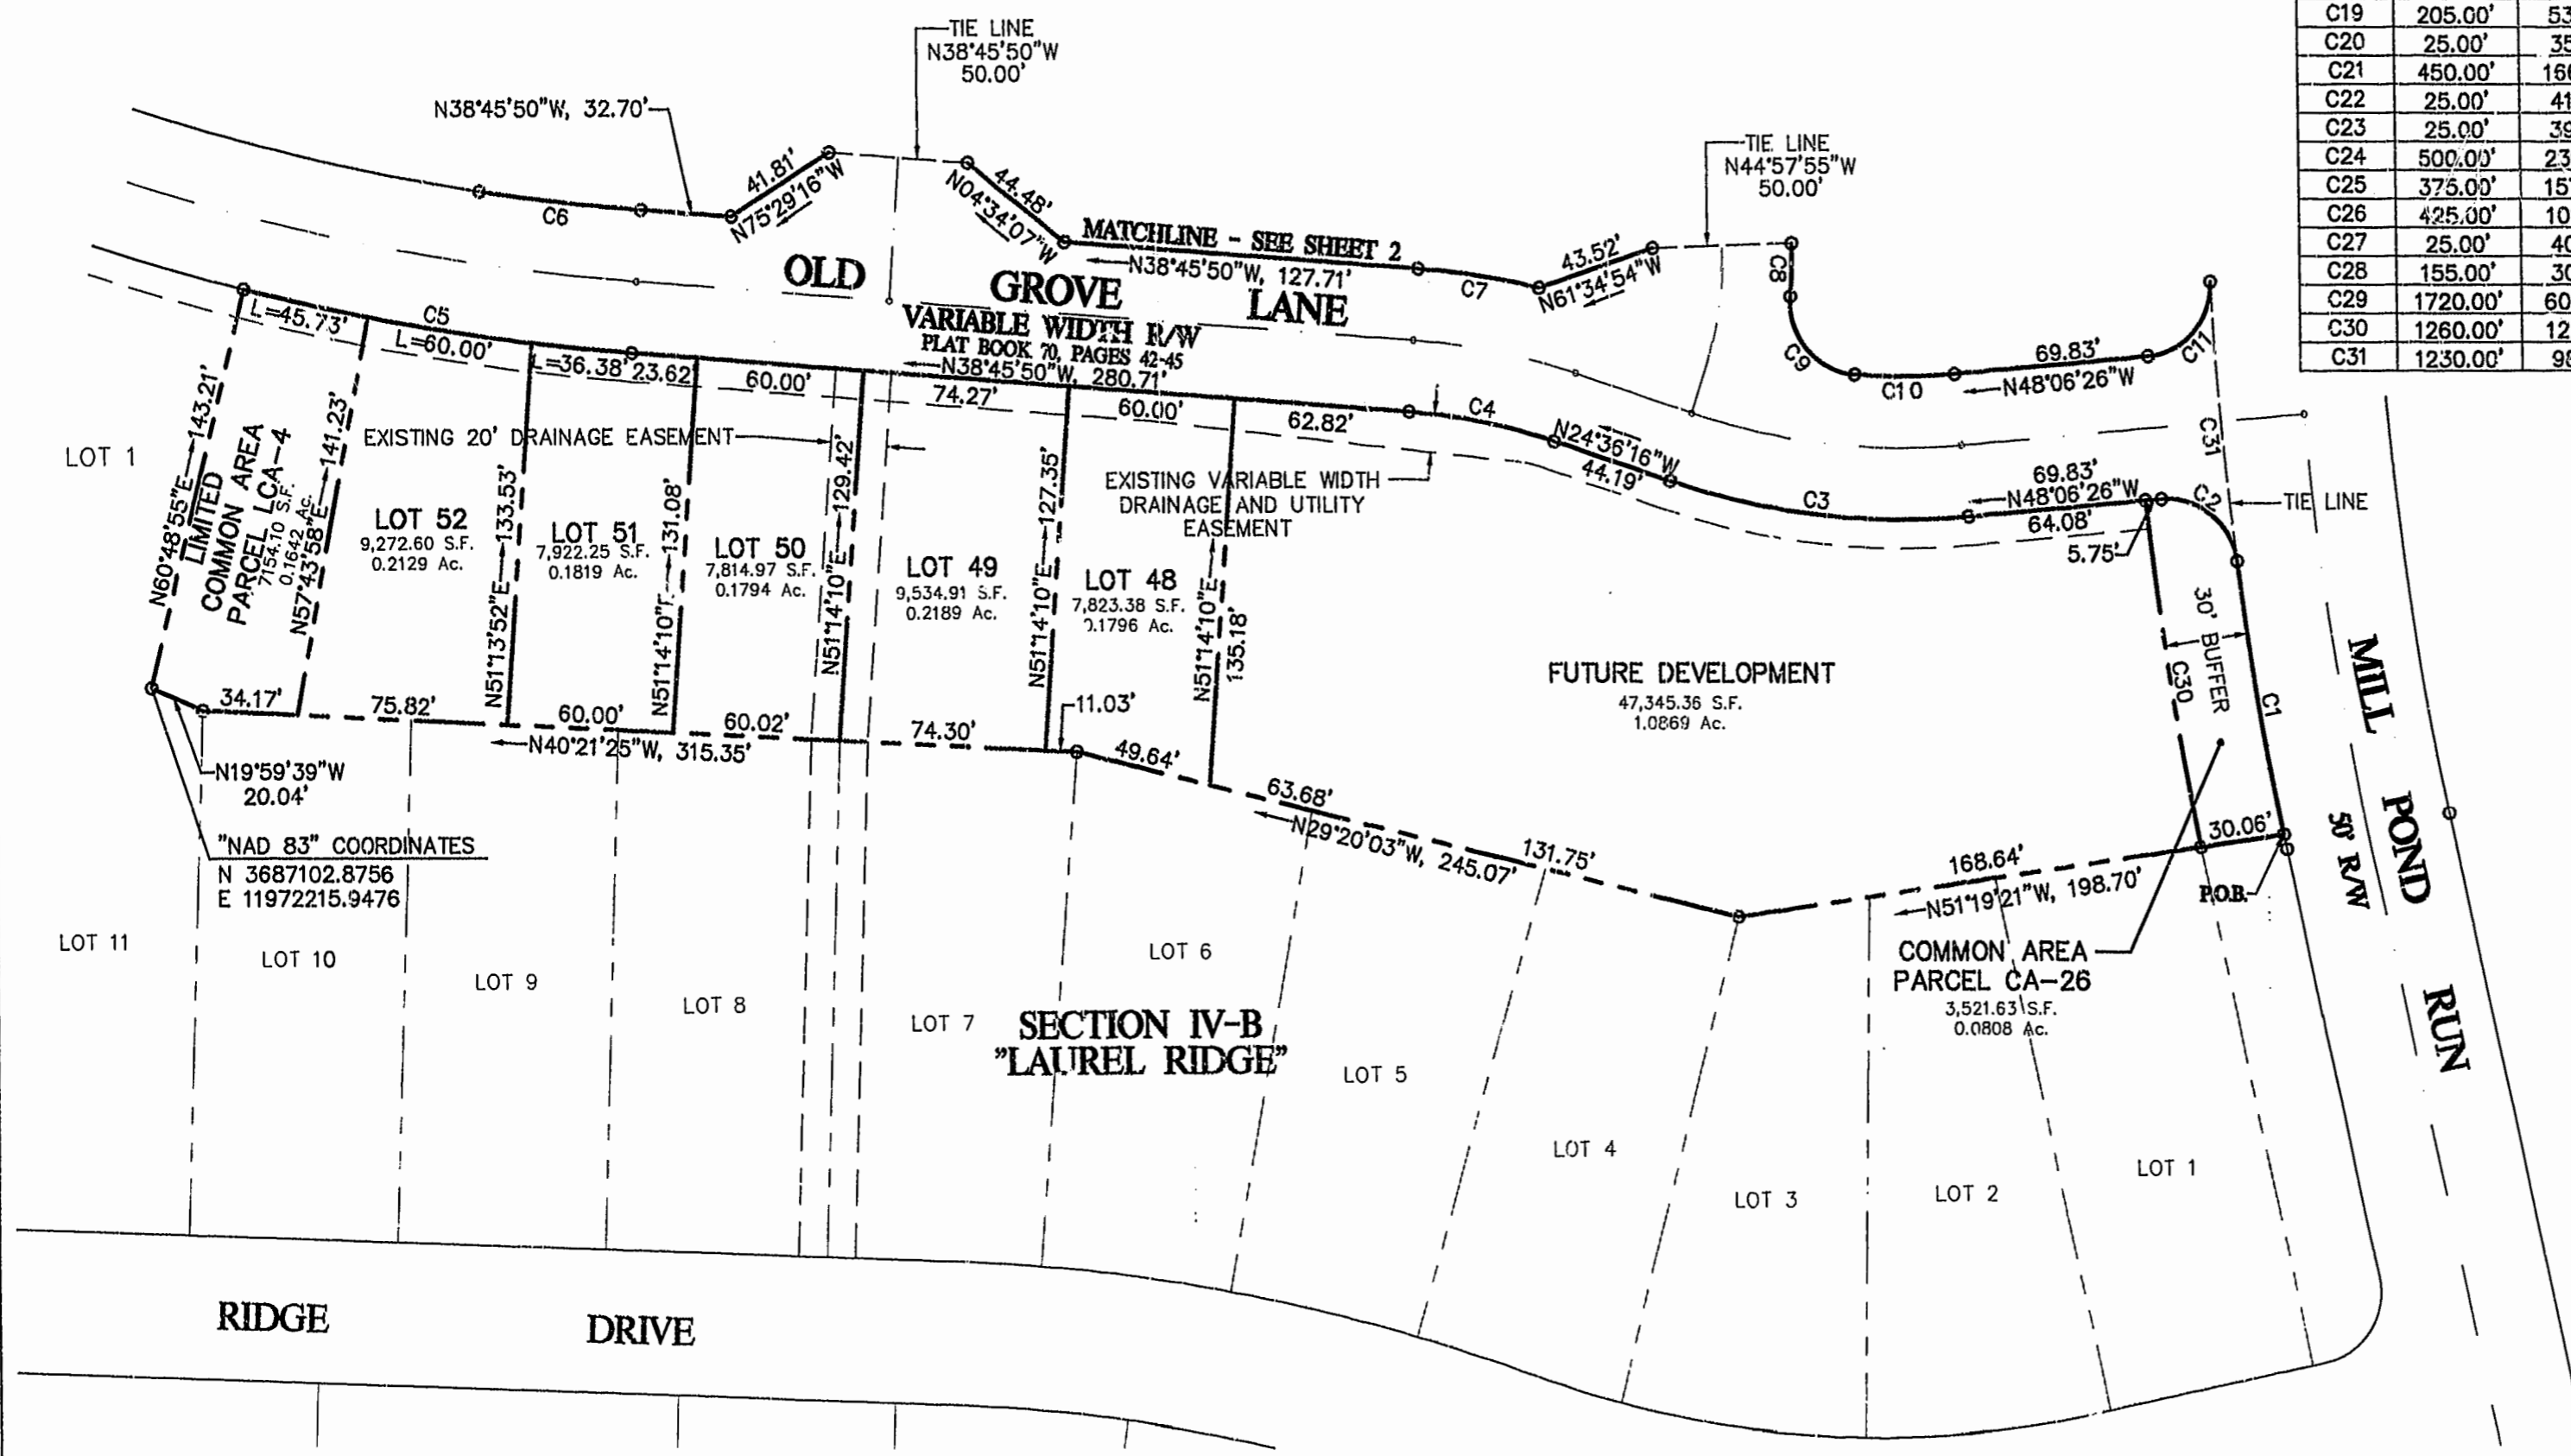 C19 205.00' 53
C20 25.00' 35
C21 450.00' 16
C22 25.00' 41
C23 25.00' 39
C24 500.00' 23
C25 375.00' 15
C26 425.00' 10
C27 25.00' 40
C28 155.00' 30
C29 1720.00' 60
C30 1260.00' 12
C31 1230.00' 98
TIE LINE
N38°45'50"W
50.00'
N38°45'50"W, 32.70'
C6
41.81'
N75°29'16"W
44.48'
N04°34'07"W
MATCHLINE - SEE SHEET 2
N38°45'50"W, 127.71'
C7
43.52'
N61°34'54"W
TIE LINE
N44°57'55"W
50.00'
C8
C9
C10
69.83'
N48°06'26"W
C11
C31
OLD GROVE LANE
VARIABLE WIDTH R/W
PLAT BOOK 70, PAGES 42-45
N38°45'50"W, 280.71'
L=45.73'
C5
L=60.00'
L=36.38'
23.62
60.00'
74.27'
60.00'
62.82'
C4
N24°36'16"W
44.19'
C3
69.83'
N48°06'26"W
64.08'
5.75'
C2
TIE LINE
LOT 1
N60°48'55"E 143.21'
LIMITED
COMMON AREA
PARCEL LCA-4
7154.10 S.F.
0.1642 Ac.
N57°43'58"E 141.23'
EXISTING 20' DRAINAGE EASEMENT
LOT 52
9,272.60 S.F.
0.2129 Ac.
N51°13'52"E 133.53'
LOT 51
7,922.25 S.F.
0.1819 Ac.
N51°14'10"E 131.08'
LOT 50
7,814.97 S.F.
0.1794 Ac.
N51°14'10"E 129.42'
LOT 49
9,534.91 S.F.
0.2189 Ac.
N51°14'10"E 127.35'
LOT 48
7,823.38 S.F.
0.1796 Ac.
N51°14'10"E
135.18'
EXISTING VARIABLE WIDTH
DRAINAGE AND UTILITY
EASEMENT
FUTURE DEVELOPMENT
47,345.36 S.F.
1.0869 Ac.
30' BUFFER
C30
C1
MILL POND RUN
50' R/W
34.17'
75.82'
60.00'
60.02'
74.30'
11.03'
49.64'
N40°21'25"W, 315.35'
63.68'
N29°20'03"W, 245.07'
131.75'
168.64'
N51°19'21"W, 198.70'
30.06'
P.O.B.
N19°59'39"W
20.04'
"NAD 83" COORDINATES
N 3687102.8756
E 11972215.9476
COMMON AREA
PARCEL CA-26
3,521.63 S.F.
0.0808 Ac.
LOT 11
LOT 10
LOT 9
LOT 8
LOT 7
LOT 6
LOT 5
LOT 4
LOT 3
LOT 2
LOT 1
SECTION IV-B
"LAUREL RIDGE"
RIDGE DRIVE